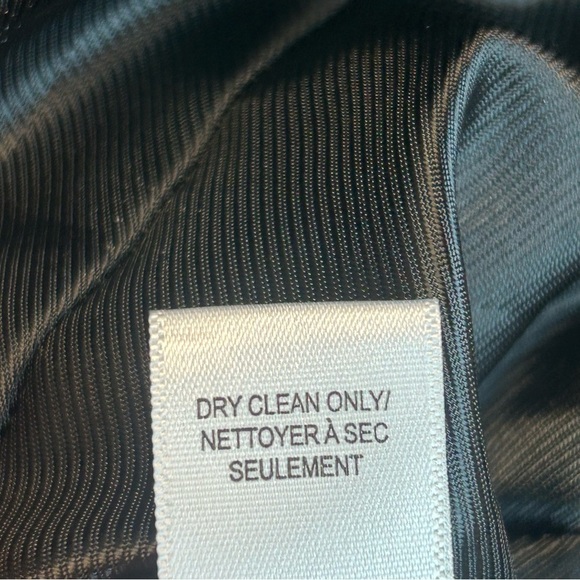 DRY CLEAN ONLY/
NETTOYER À SEC
SEULEMENT